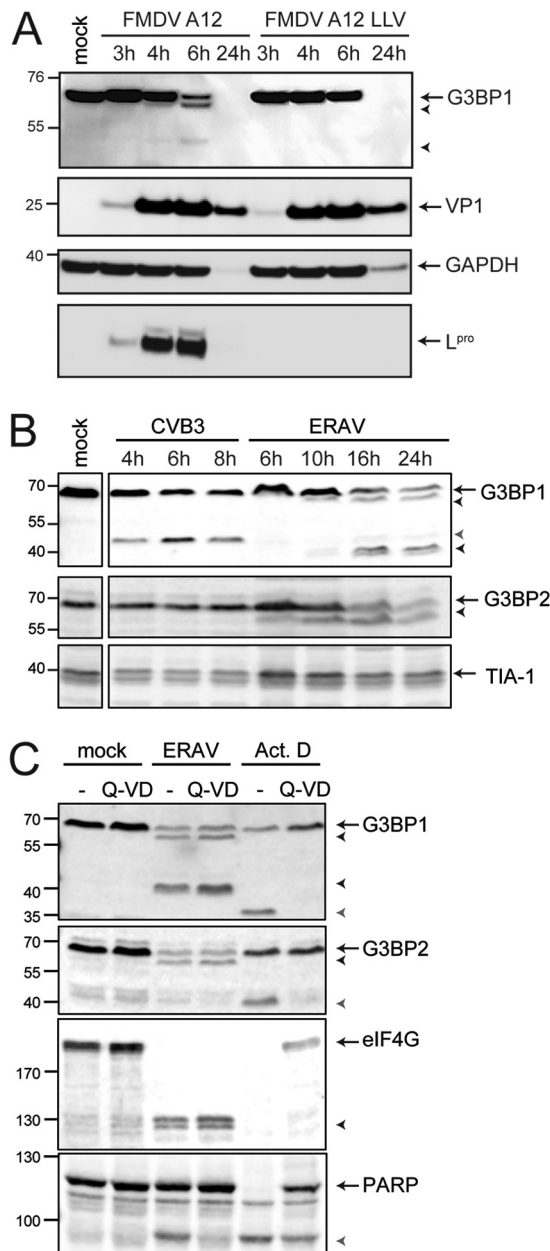 A
mock
FMDV A12 FMDV A12 LLV
3h 4h 6h 24h 3h 4h 6h 24h
76
G3BP1
55
25
VP1
40
GAPDH
Lpro
B
mock
CVB3 ERAV
4h 6h 8h 6h 10h 16h 24h
70
G3BP1
55
40
70
G3BP2
55
40
TIA-1
C
mock ERAV Act. D
- Q-VD - Q-VD - Q-VD
70
G3BP1
55
40
35
70
G3BP2
55
40
eIF4G
170
130
130
PARP
100